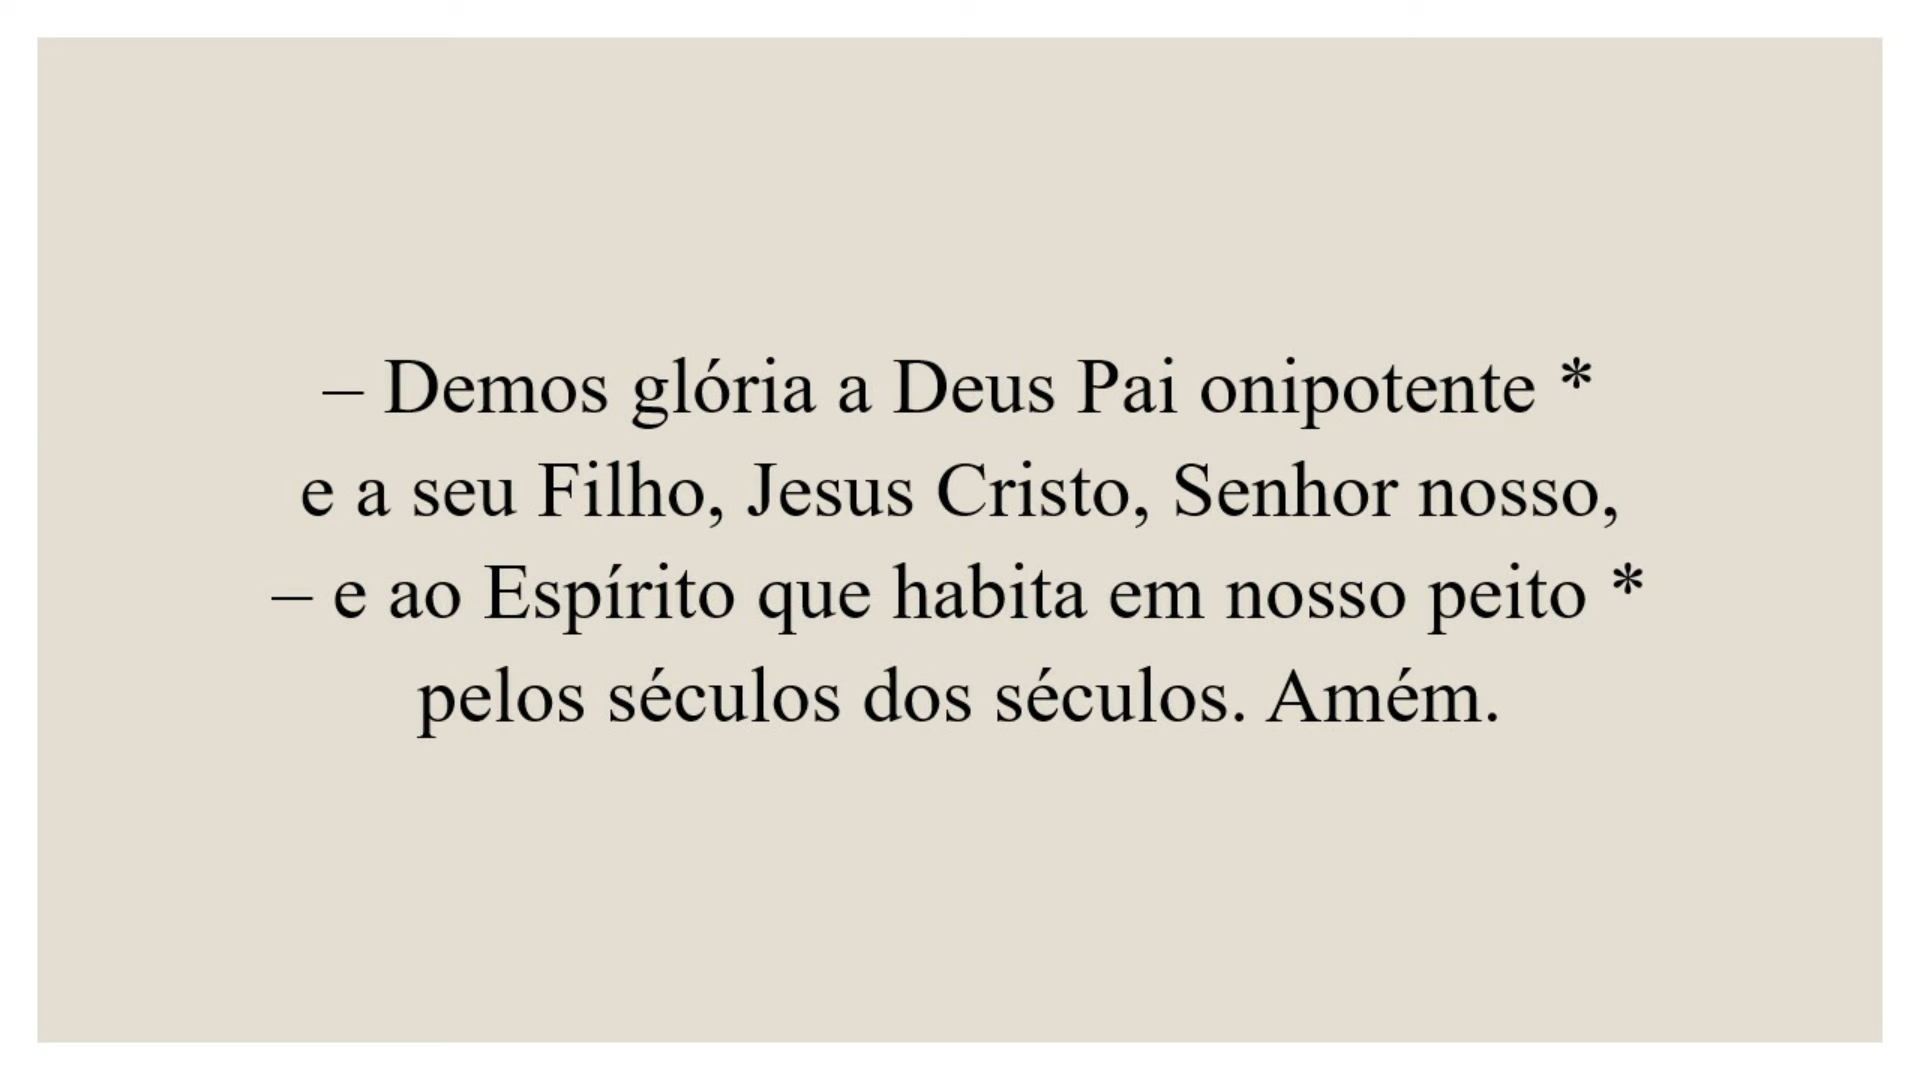 – Demos glória a Deus Pai onipotente *
e a seu Filho, Jesus Cristo, Senhor nosso,
– e ao Espírito que habita em nosso peito *
pelos séculos dos séculos. Amém.